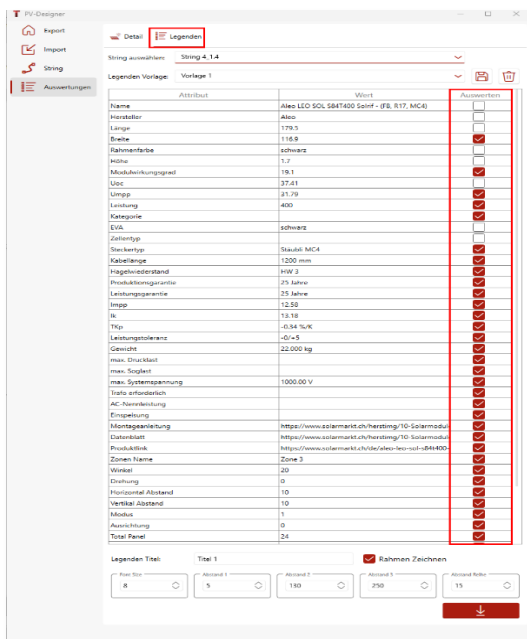 PV-Designer
Export
Import
String
Auswertungen
Detail
Legenden
String auswählen: String 4_1.4
Legenden Vorlage: Vorlage 1
Attribut Wert Auswerten
Name Aleo LEO SOL S84T400 Solrif - (FB, R17, MC4)
Hersteller Aleo
Länge 179.5
Breite 116.9
Rahmenfarbe schwarz
Höhe 1.7
Modulwirkungsgrad 19.1
Uoc 37.41
Umpp 31.79
Leistung 400
Kategorie
EVA schwarz
Zellentyp
Steckertyp Stäubli MC4
Kabellänge 1200 mm
Hagelwiederstand HW 3
Produktionsgarantie 25 Jahre
Leistungsgarantie 25 Jahre
Impp 12.58
Ik 13.18
TKp -0.34 %/K
Leistungstoleranz -0/+5
Gewicht 22.000 kg
max. Drucklast
max. Soglast
max. Systemspannung 1000.00 V
Trafo erforderlich
AC-Nennleistung
Einspeisung
Montageanleitung https://www.solarmarkt.ch/herstimg/10-Solarmodul-
Datenblatt https://www.solarmarkt.ch/herstimg/10-Solarmodul-
Produktlink https://www.solarmarkt.ch/de/aleo-leo-sol-s84t400-
Zonen Name Zone 3
Winkel 20
Drehung 0
Horizontal Abstand 10
Vertikal Abstand 10
Modus 1
Ausrichtung 0
Total Panel 24
Legenden Titel: Titel 1
Rahmen Zeichnen
Font Size Abstand 1 Abstand 2 Abstand 3 Abstand Reihe
8 5 130 250 15